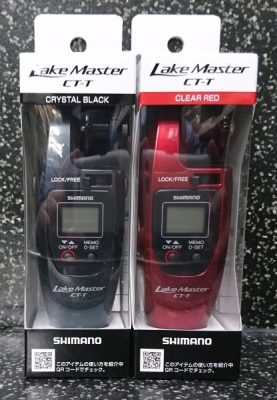 Lake Master
CT-T
CRYSTAL BLACK
LOCK/FREE
SHIMANO
▼ ▲
ON/OFF
MEMO
0-SET
Lake Master
CT-T
SHIMANO
このアイテムの使い方を紹介中
QRコードでチェック。
Lake Master
CT-T
CLEAR RED
LOCK/FREE
SHIMANO
▼ ▲
ON/OFF
MEMO
0-SET
Lake Master
CT-T
SHIMANO
このアイテムの使い方を紹介中
QRコードでチェック。